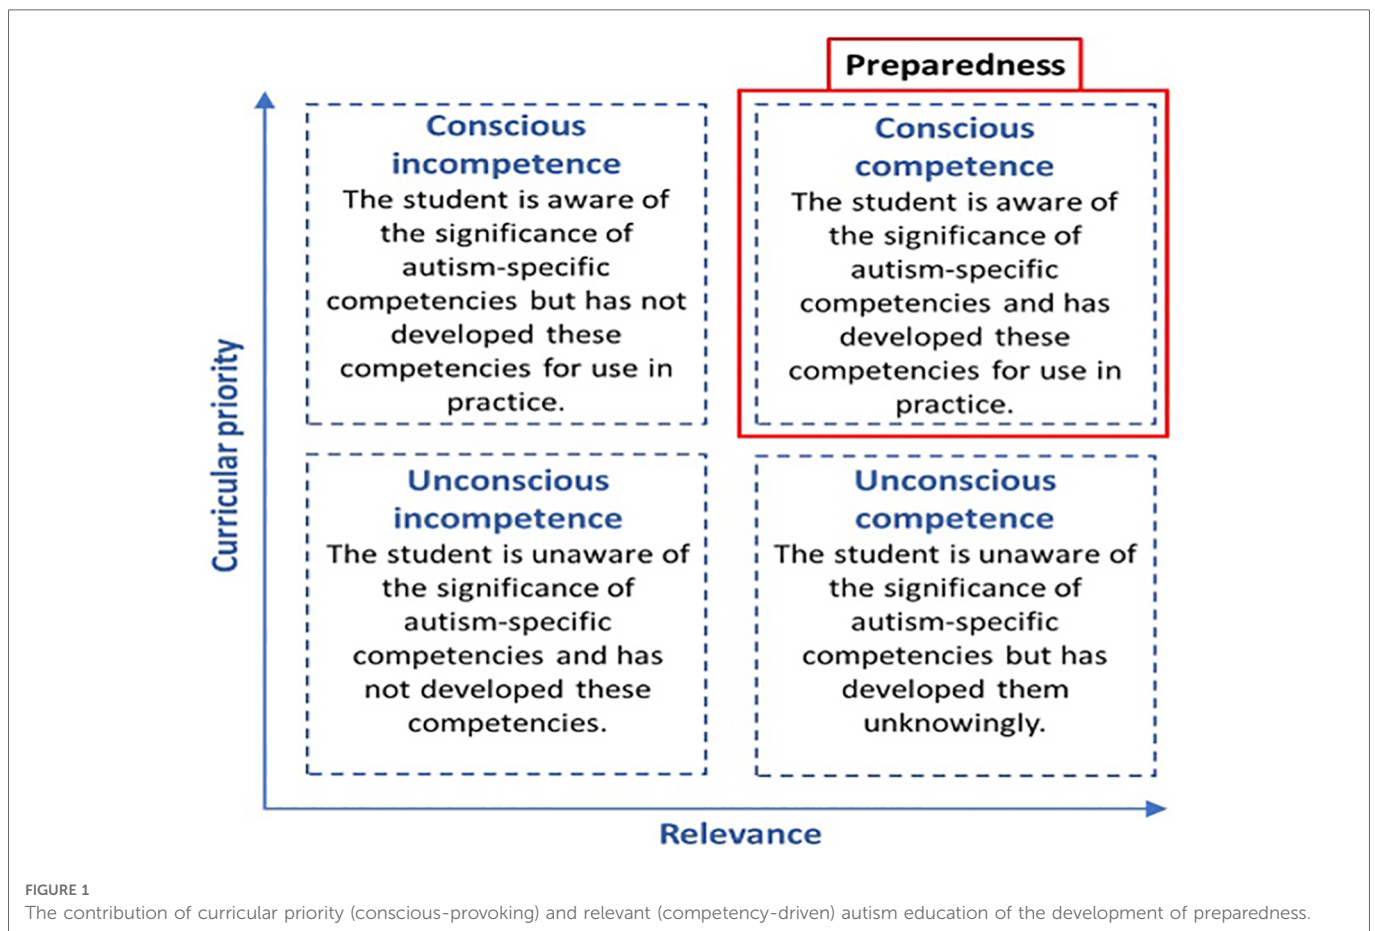 Preparedness
Conscious
incompetence
The student is aware of
the significance of
autism-specific
competencies but has not
developed these
competencies for use in
practice.
Conscious
competence
The student is aware of
the significance of
autism-specific
competencies and has
developed these
competencies for use in
practice.
Curricular priority
Unconscious
incompetence
The student is unaware of
the significance of
autism-specific
competencies and has
not developed these
competencies.
Unconscious
competence
The student is unaware of
the significance of
autism-specific
competencies but has
developed them
unknowingly.
Relevance
FIGURE 1
The contribution of curricular priority (conscious-provoking) and relevant (competency-driven) autism education of the development of preparedness.